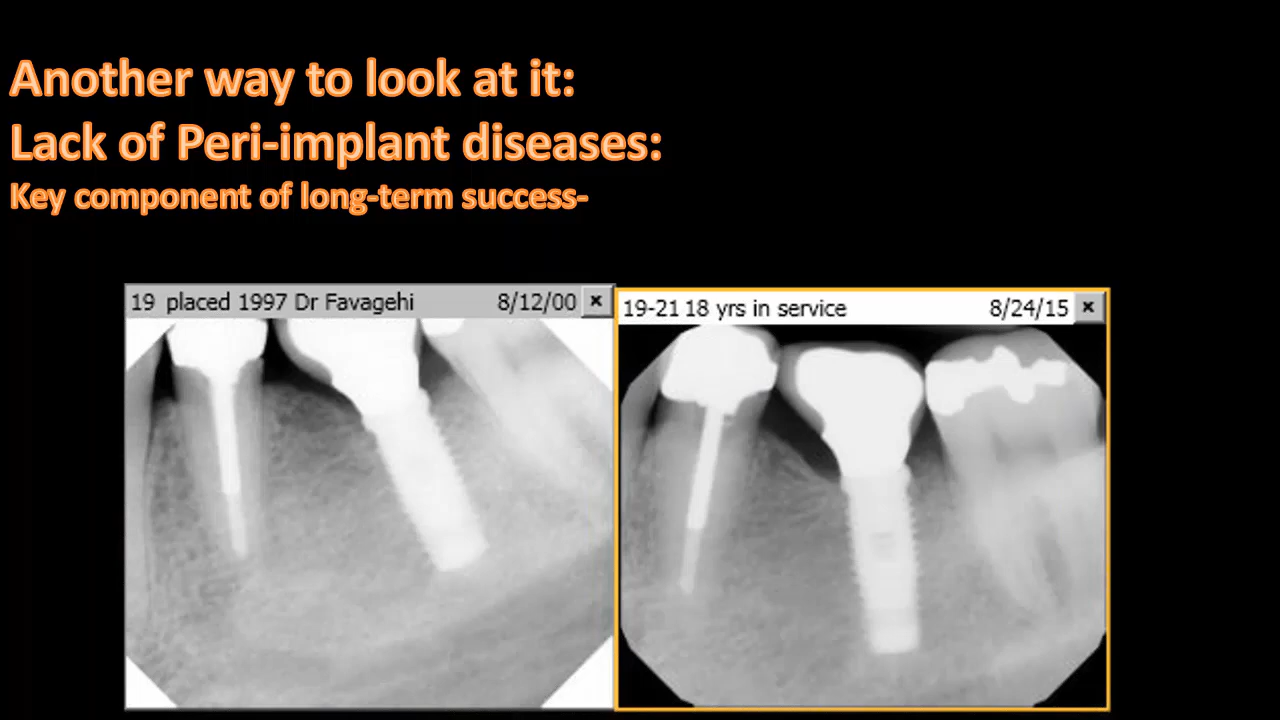 Another way to look at it:
Lack of Peri-implant diseases:
Key component of long-term success-
19 placed 1997 Dr Favagehi 8/12/00
19-21 18 yrs in service 8/24/15